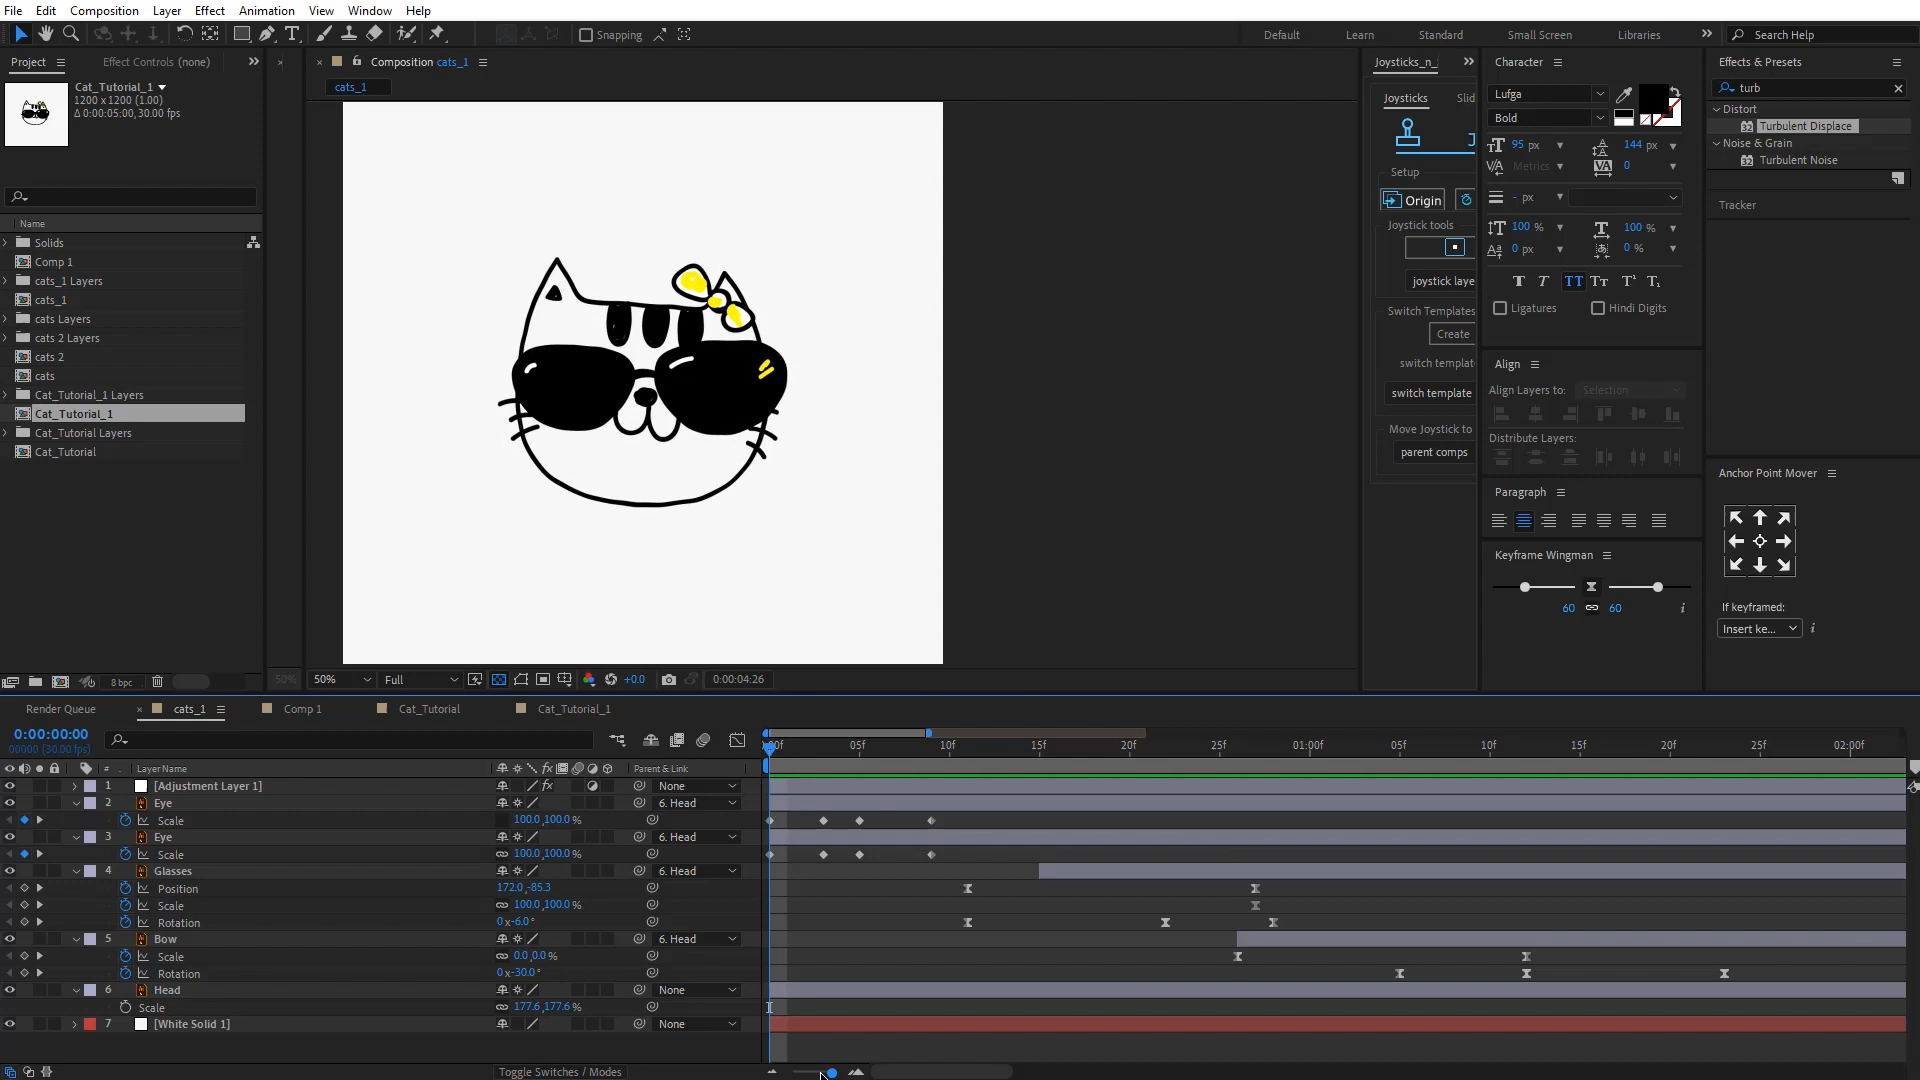 File Edit Composition Layer Effect Animation View Window Help
Snapping
Default Learn Standard Small Screen Libraries Search Help
Project Effect Controls (none)
Composition cats_1
cats_1
Cat_Tutorial_1
1200 x 1200 (1.00)
Δ 0:00:05:00, 30.00 fps
Name
Solids
Comp 1
cats_1 Layers
cats_1
cats Layers
cats 2 Layers
cats 2
cats
Cat_Tutorial_1 Layers
Cat_Tutorial_1
Cat_Tutorial Layers
Cat_Tutorial
8 bpc
50%
50% Full +0.0 0:00:04:26
Joysticks_n_
Joysticks Slid
Setup
Origin
Joystick tools
joystick laye
Switch Templates
Create
switch templat
switch template
Move Joystick to
parent comps
Character
Lufga
Bold
95 px 144 px
Metrics 0
- px
100 % 100 %
0 px 0 %
Ligatures Hindi Digits
Align
Align Layers to: Selection
Distribute Layers:
Paragraph
Keyframe Wingman
60 60
Effects & Presets
turb
Distort
32 Turbulent Displace
Noise & Grain
32 Turbulent Noise
Tracker
Anchor Point Mover
If keyframed:
Insert ke...
Render Queue cats_1 Comp 1 Cat_Tutorial Cat_Tutorial_1
0:00:00:00
00000 (30.00 fps)
:00f 05f 10f 15f 20f 25f 01:00f 05f 10f 15f 20f 25f 02:00f
# Layer Name Parent & Link
1 [Adjustment Layer 1] None
2 Eye 6. Head
Scale 100.0,100.0 %
3 Eye 6. Head
Scale 100.0,100.0 %
4 Glasses 6. Head
Position 172.0,-85.3
Scale 100.0,100.0 %
Rotation 0x-6.0°
5 Bow 6. Head
Scale 0.0,0.0 %
Rotation 0x-30.0°
6 Head None
Scale 177.6,177.6 %
7 [White Solid 1] None
Toggle Switches / Modes